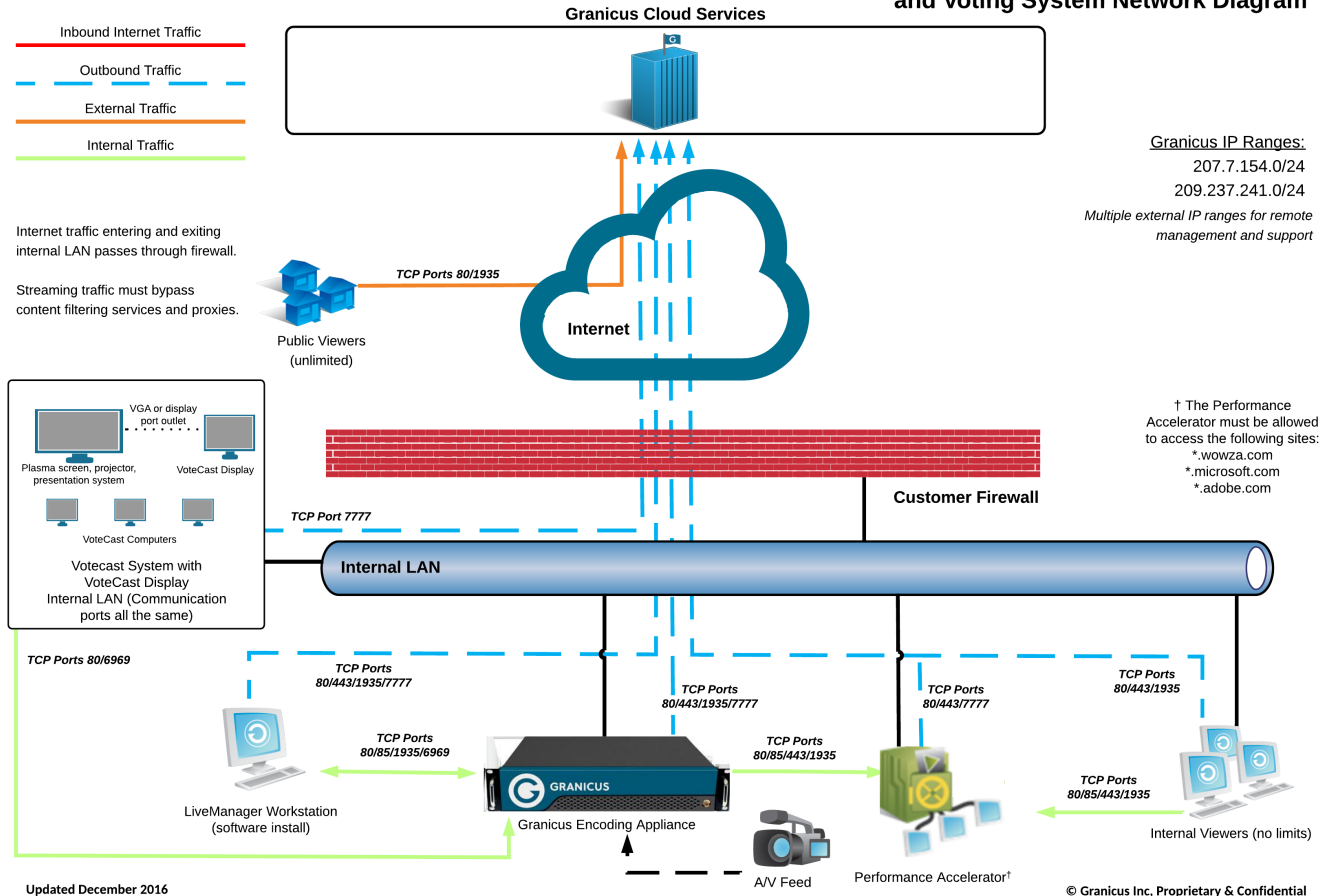 and Voting System Network Diagram
Granicus Cloud Services
G
Inbound Internet Traffic
Outbound Traffic
External Traffic
Internal Traffic
Granicus IP Ranges:
207.7.154.0/24
209.237.241.0/24
Multiple external IP ranges for remote
management and support
Internet traffic entering and exiting
internal LAN passes through firewall.
Streaming traffic must bypass
content filtering services and proxies.
TCP Ports 80/1935
Public Viewers
(unlimited)
Internet
VGA or display
port outlet
Plasma screen, projector,
presentation system
VoteCast Display
VoteCast Computers
Votecast System with
VoteCast Display
Internal LAN (Communication
ports all the same)
† The Performance
Accelerator must be allowed
to access the following sites:
*.wowza.com
*.microsoft.com
*.adobe.com
Customer Firewall
TCP Port 7777
Internal LAN
TCP Ports 80/6969
TCP Ports
80/443/1935/7777
TCP Ports
80/443/1935/7777
TCP Ports
80/443/7777
TCP Ports
80/443/1935
TCP Ports
80/85/1935/6969
TCP Ports
80/85/443/1935
TCP Ports
80/85/443/1935
G GRANICUS
LiveManager Workstation
(software install)
Granicus Encoding Appliance
A/V Feed
Performance Accelerator†
Internal Viewers (no limits)
Updated December 2016
© Granicus Inc, Proprietary & Confidential